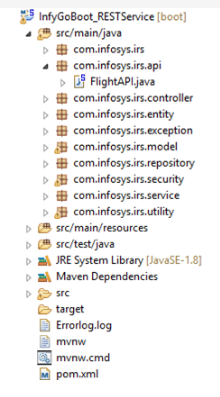 InfyGoBoot_RESTService [boot]
src/main/java
com.infosys.irs
com.infosys.irs.api
FlightAPI.java
com.infosys.irs.controller
com.infosys.irs.entity
com.infosys.irs.exception
com.infosys.irs.model
com.infosys.irs.repository
com.infosys.irs.security
com.infosys.irs.service
com.infosys.irs.utility
src/main/resources
src/test/java
JRE System Library [JavaSE-1.8]
Maven Dependencies
src
target
Errorlog.log
mvnw
mvnw.cmd
pom.xml